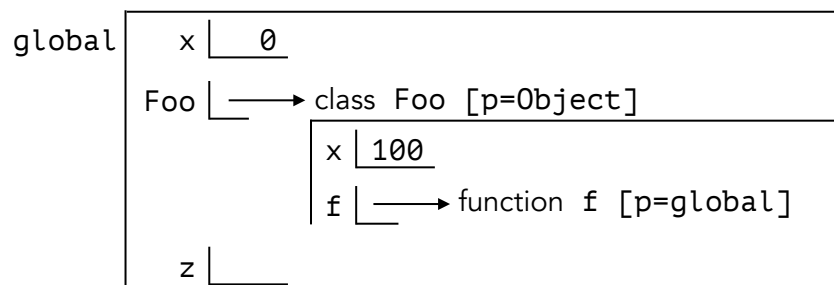 global x 0
Foo class Foo [p=Object]
x 100
f function f [p=global]
z